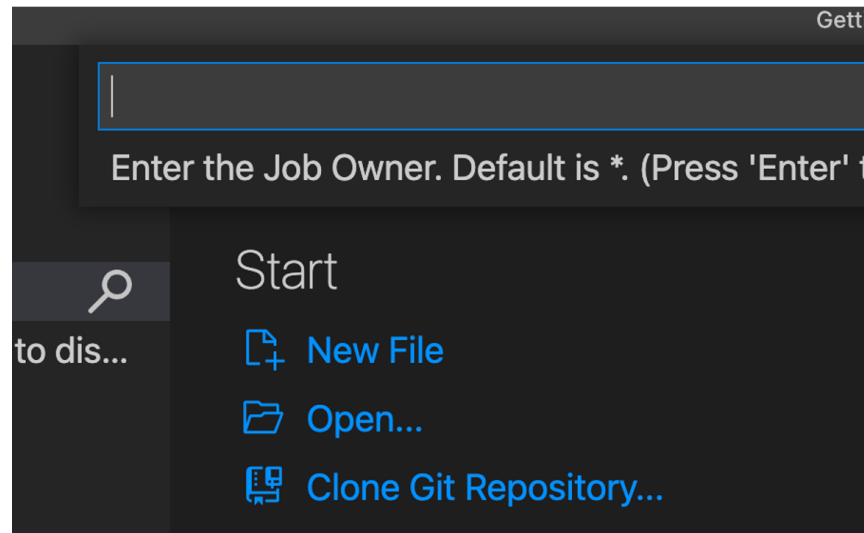 Gett
Enter the Job Owner. Default is *. (Press 'Enter' t
Start
to dis...
New File
Open...
Clone Git Repository...